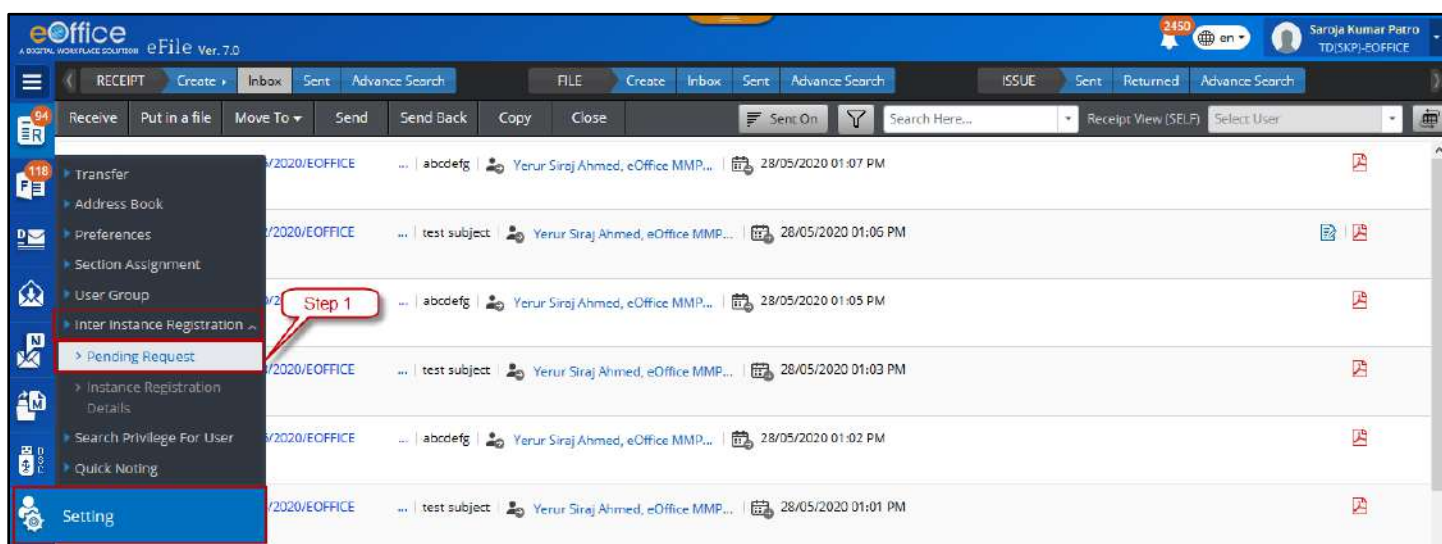 eOffice
A DIGITAL WORKPLACE SOLUTION eFile Ver. 7.0
2450 en Saroja Kumar Patro
TD(SKP)-EOFFICE
RECEIPT Create Inbox Sent Advance Search FILE Create Inbox Sent Advance Search ISSUE Sent Returned Advance Search
94 R Receive Put in a file Move To Send Send Back Copy Close Sent On Search Here... Receipt View (SELF) Select User
/2020/EOFFICE ... abcdefg Yerur Siraj Ahmed, eOffice MMP... 28/05/2020 01:07 PM
118 F Transfer
Address Book
Preferences /2020/EOFFICE ... test subject Yerur Siraj Ahmed, eOffice MMP... 28/05/2020 01:06 PM
D
Section Assignment
User Group
Step 1 ... abcdefg Yerur Siraj Ahmed, eOffice MMP... 28/05/2020 01:05 PM
Inter Instance Registration
N
> Pending Request
/2020/EOFFICE ... test subject Yerur Siraj Ahmed, eOffice MMP... 28/05/2020 01:03 PM
> Instance Registration
Details
M
Search Privilege For User /2020/EOFFICE ... abcdefg Yerur Siraj Ahmed, eOffice MMP... 28/05/2020 01:02 PM
DSC
Quick Noting
Setting /2020/EOFFICE ... test subject Yerur Siraj Ahmed, eOffice MMP... 28/05/2020 01:01 PM